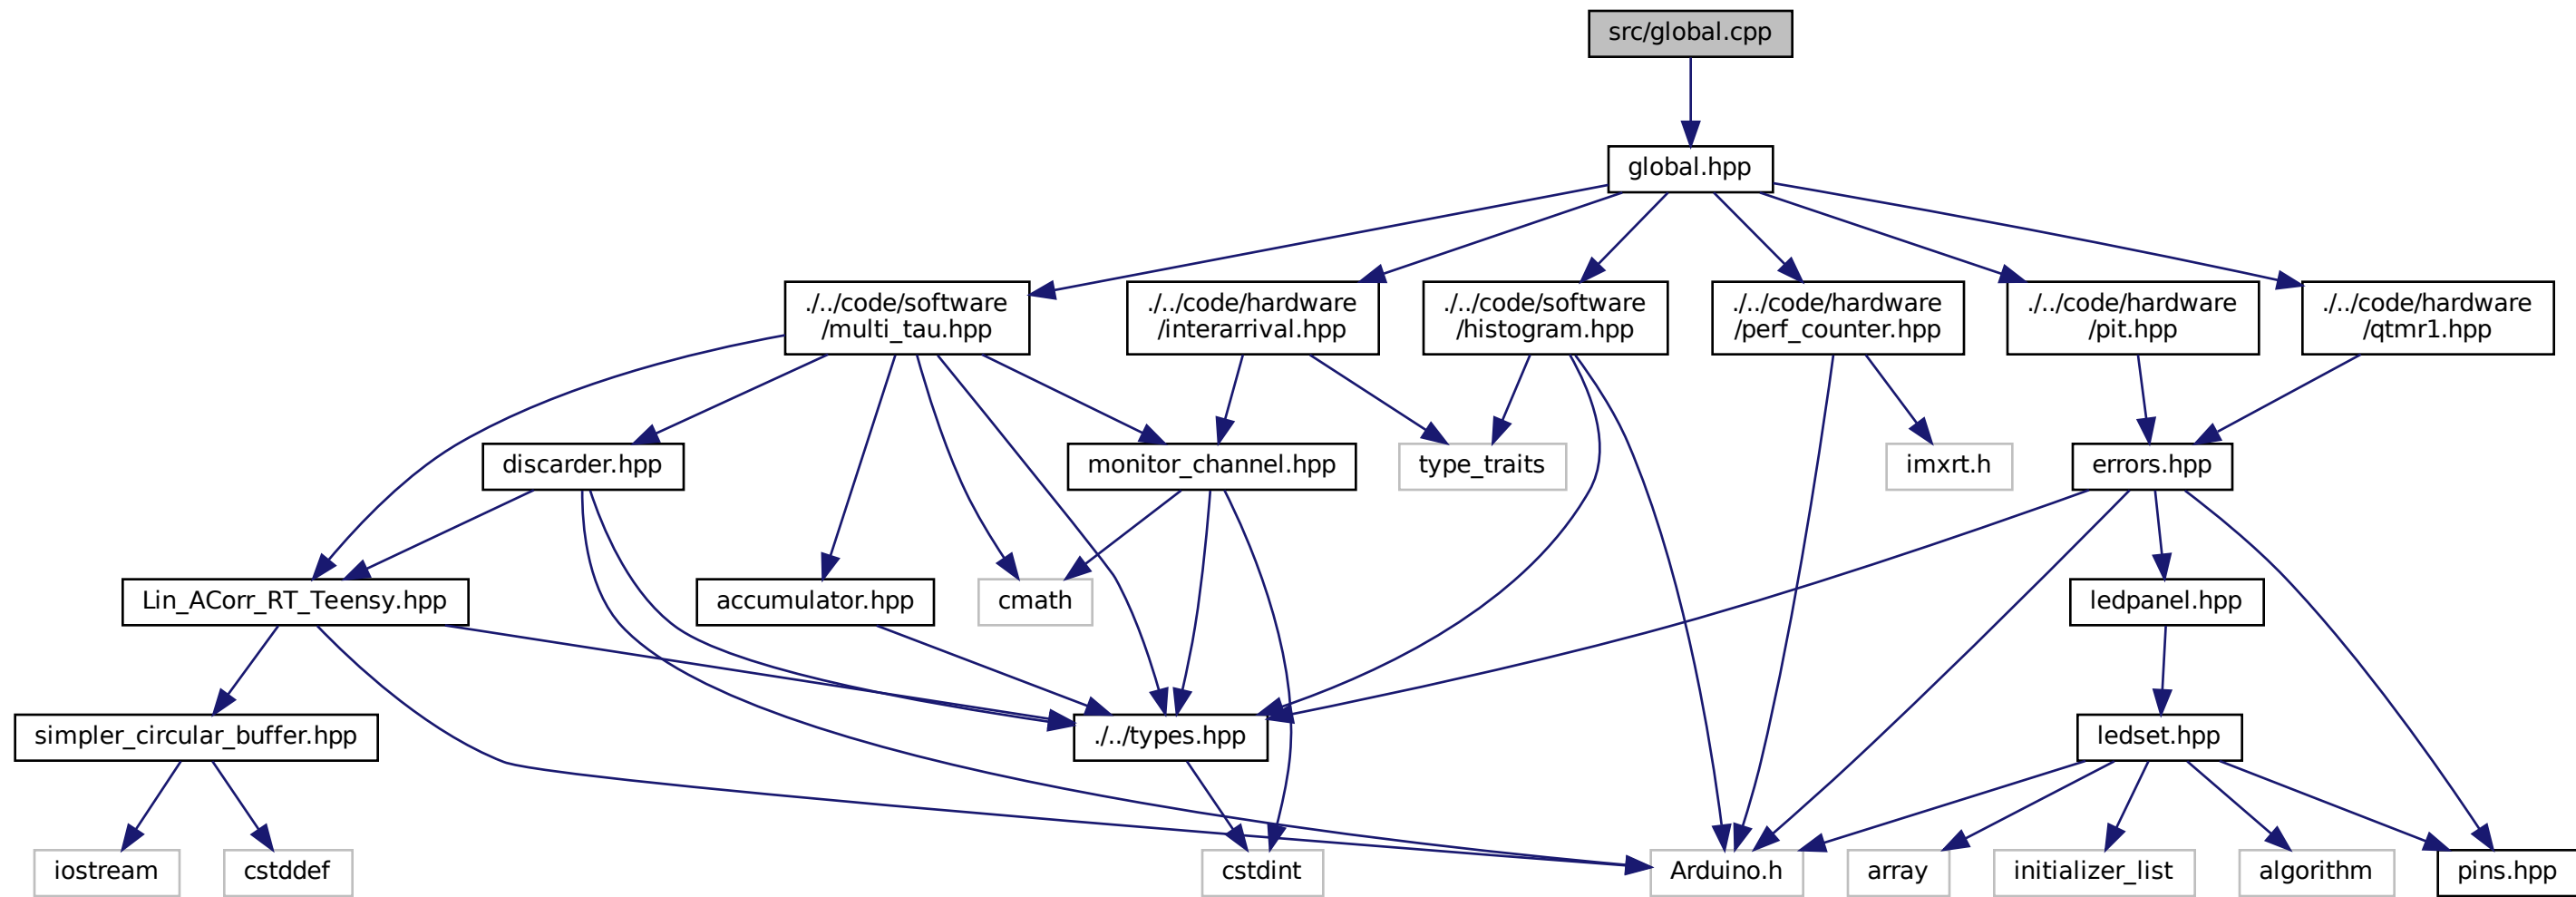 src/global.cpp
global.hpp
./../code/software
/multi_tau.hpp
./../code/hardware
/interarrival.hpp
./../code/software
/histogram.hpp
./../code/hardware
/perf_counter.hpp
./../code/hardware
/pit.hpp
./../code/hardware
/qtmr1.hpp
discarder.hpp
monitor_channel.hpp
type_traits
imxrt.h
errors.hpp
Lin_ACorr_RT_Teensy.hpp
accumulator.hpp
cmath
ledpanel.hpp
simpler_circular_buffer.hpp
./../types.hpp
ledset.hpp
iostream
cstddef
cstdint
Arduino.h
array
initializer_list
algorithm
pins.hpp